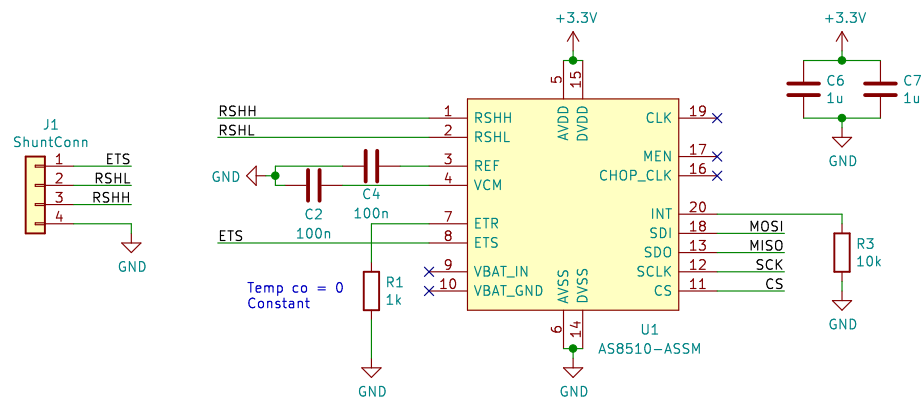 +3.3V
+3.3V
5
15
AVDD
DVDD
C6
1u
C7
1u
GND
J1
ShuntConn
1
ETS
2
RSHL
3
RSHH
4
GND
RSHH
1
RSHH
RSHL
2
RSHL
GND
3
REF
4
VCM
C4
100n
C2
100n
7
ETR
ETS
8
ETS
9
VBAT_IN
10
VBAT_GND
R1
1k
Temp co = 0
Constant
GND
CLK
19
MEN
17
CHOP_CLK
16
INT
20
SDI
18
MOSI
SDO
13
MISO
SCLK
12
SCK
CS
11
CS
R3
10k
GND
AVSS
DVSS
6
14
U1
AS8510-ASSM
GND